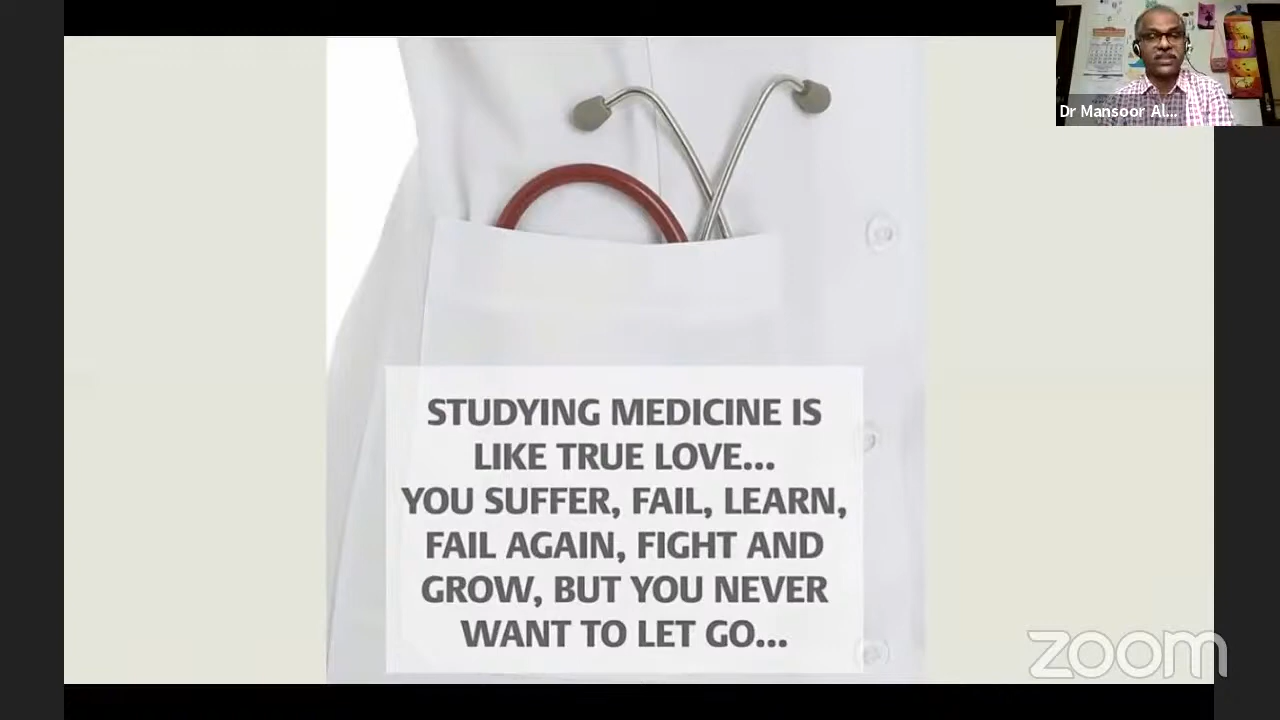 Dr Mansoor Al...
STUDYING MEDICINE IS
LIKE TRUE LOVE...
YOU SUFFER, FAIL, LEARN,
FAIL AGAIN, FIGHT AND
GROW, BUT YOU NEVER
WANT TO LET GO...
zoom